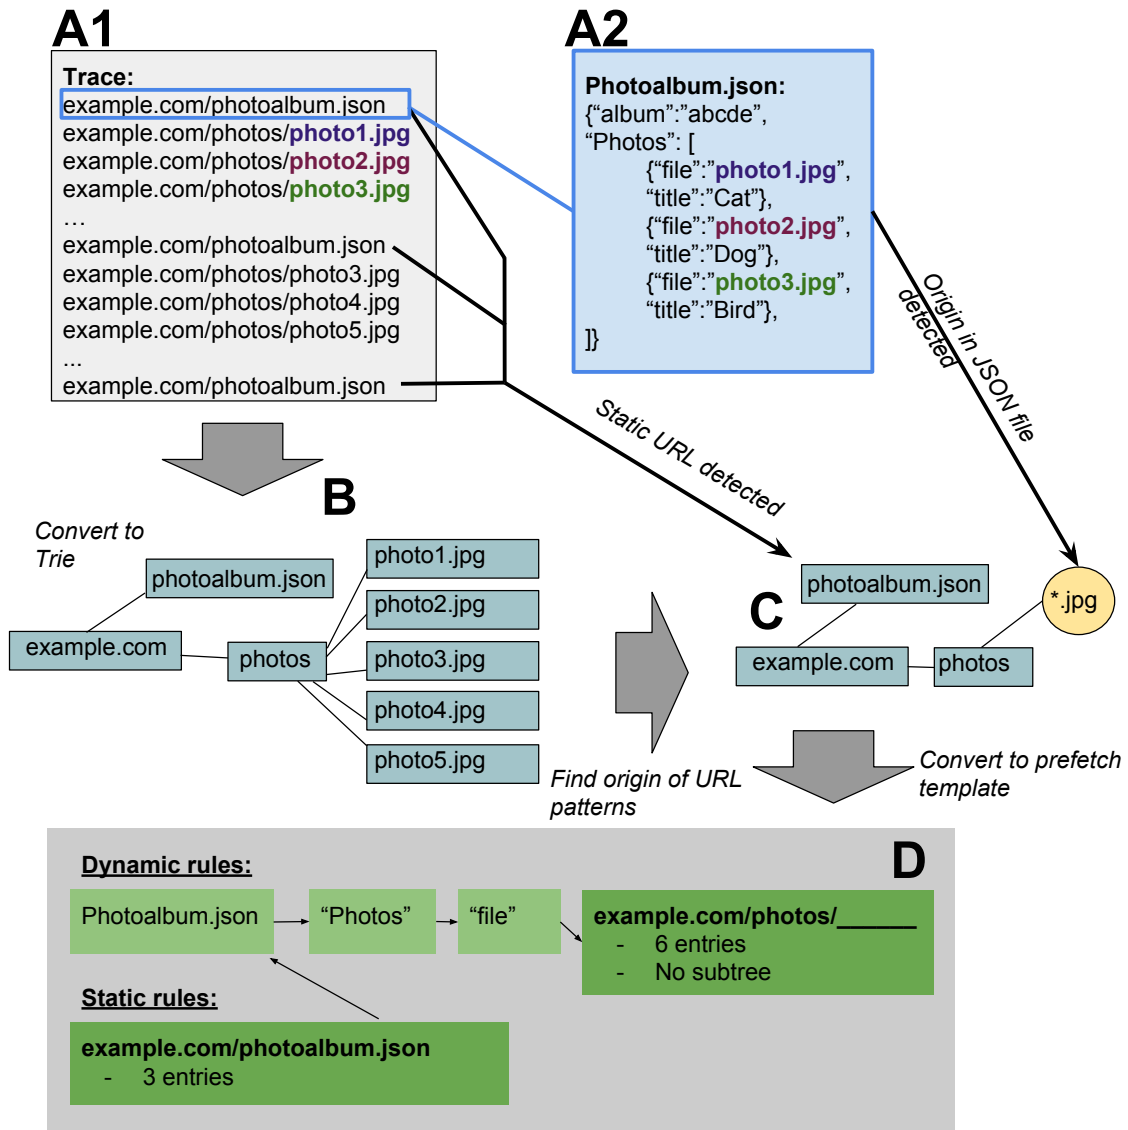 A1
Trace:
example.com/photoalbum.json
example.com/photos/photo1.jpg
example.com/photos/photo2.jpg
example.com/photos/photo3.jpg
…
example.com/photoalbum.json
example.com/photos/photo3.jpg
example.com/photos/photo4.jpg
example.com/photos/photo5.jpg
...
example.com/photoalbum.json
A2
Photoalbum.json:
{“album”:”abcde”,
“Photos”: [
{“file”:”photo1.jpg”,
“title”:”Cat”},
{“file”:”photo2.jpg”,
“title”:”Dog”},
{“file”:”photo3.jpg”,
“title”:”Bird”},
]}
Origin in JSON file
detected
Static URL detected
B
Convert to
Trie
photoalbum.json
example.com
photos
photo1.jpg
photo2.jpg
photo3.jpg
photo4.jpg
photo5.jpg
Find origin of URL
patterns
C
photoalbum.json
example.com
photos
*.jpg
Convert to prefetch
template
D
Dynamic rules:
Photoalbum.json
“Photos”
“file”
example.com/photos/______
- 6 entries
- No subtree
Static rules:
example.com/photoalbum.json
- 3 entries